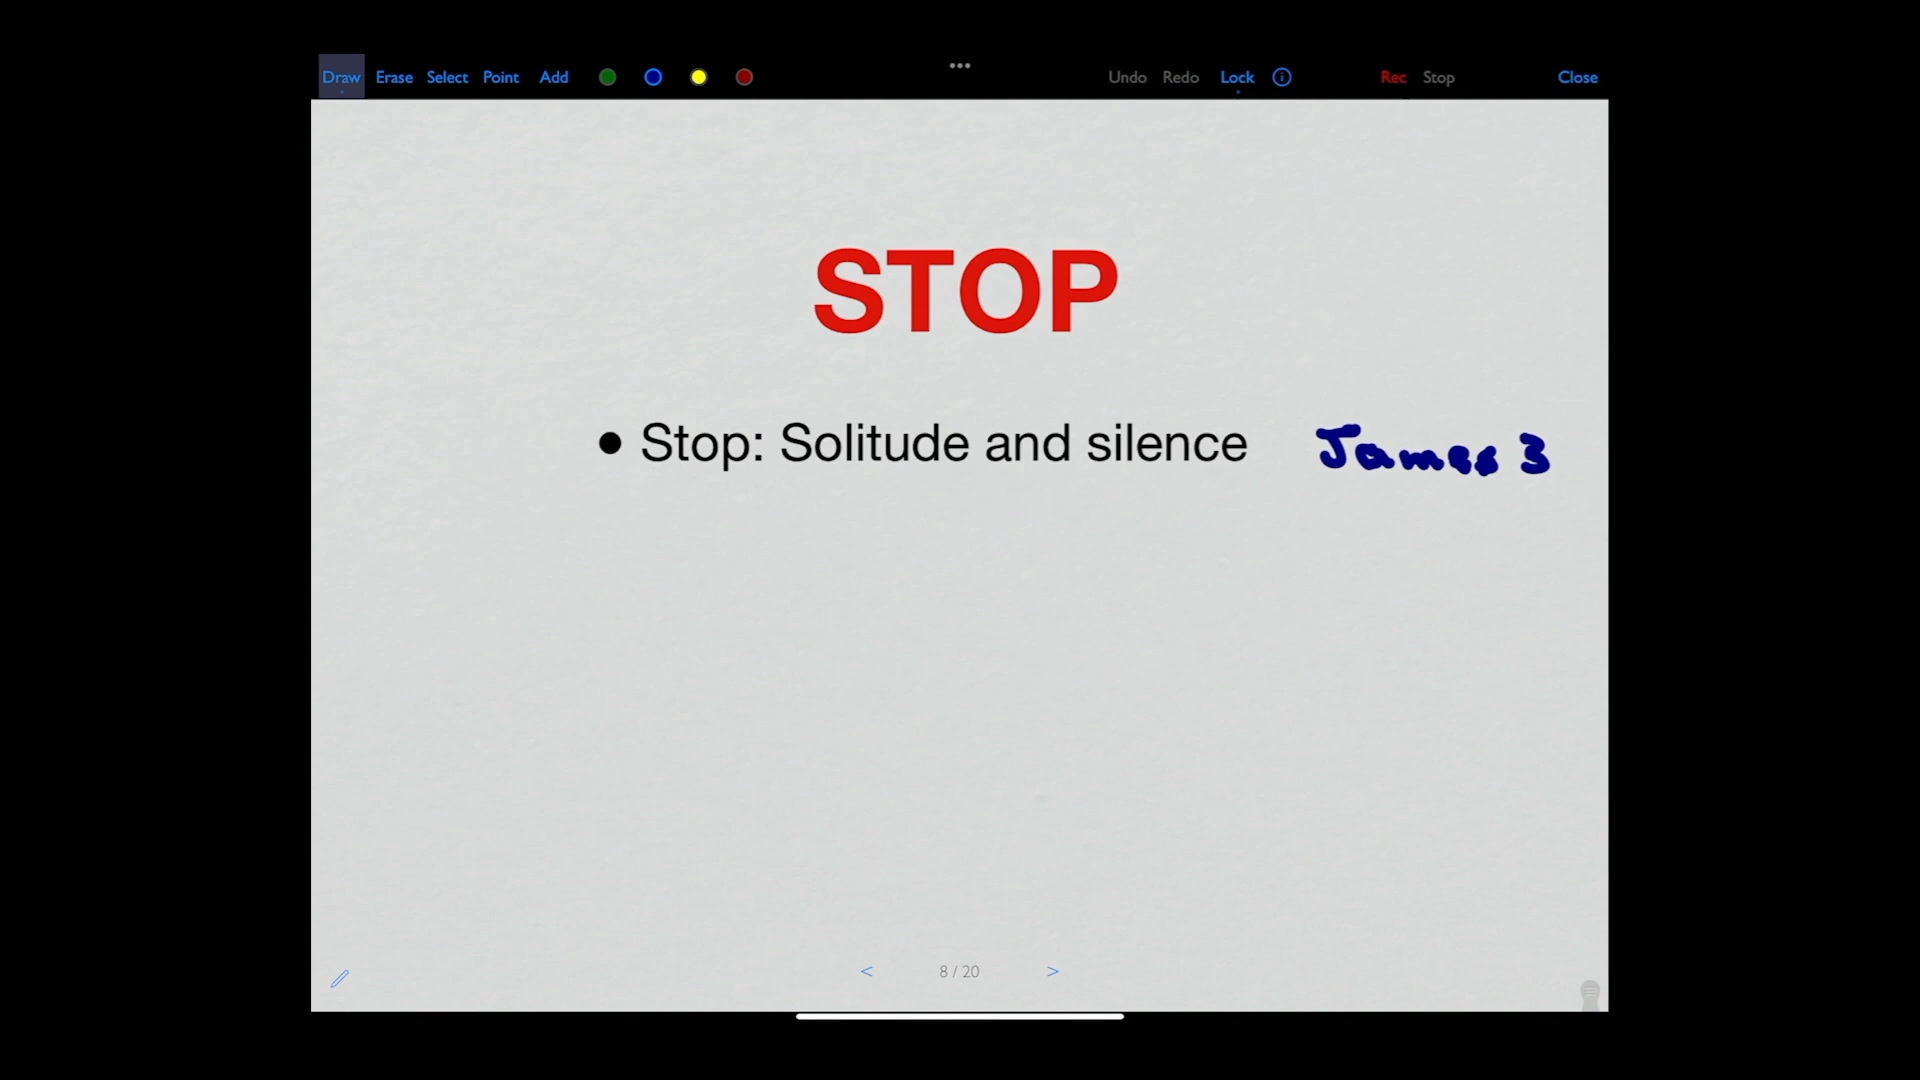 Draw Erase Select Point Add ••• Undo Redo Lock Rec Stop Close
STOP
• Stop: Solitude and silence James 3
< 8 / 20 >